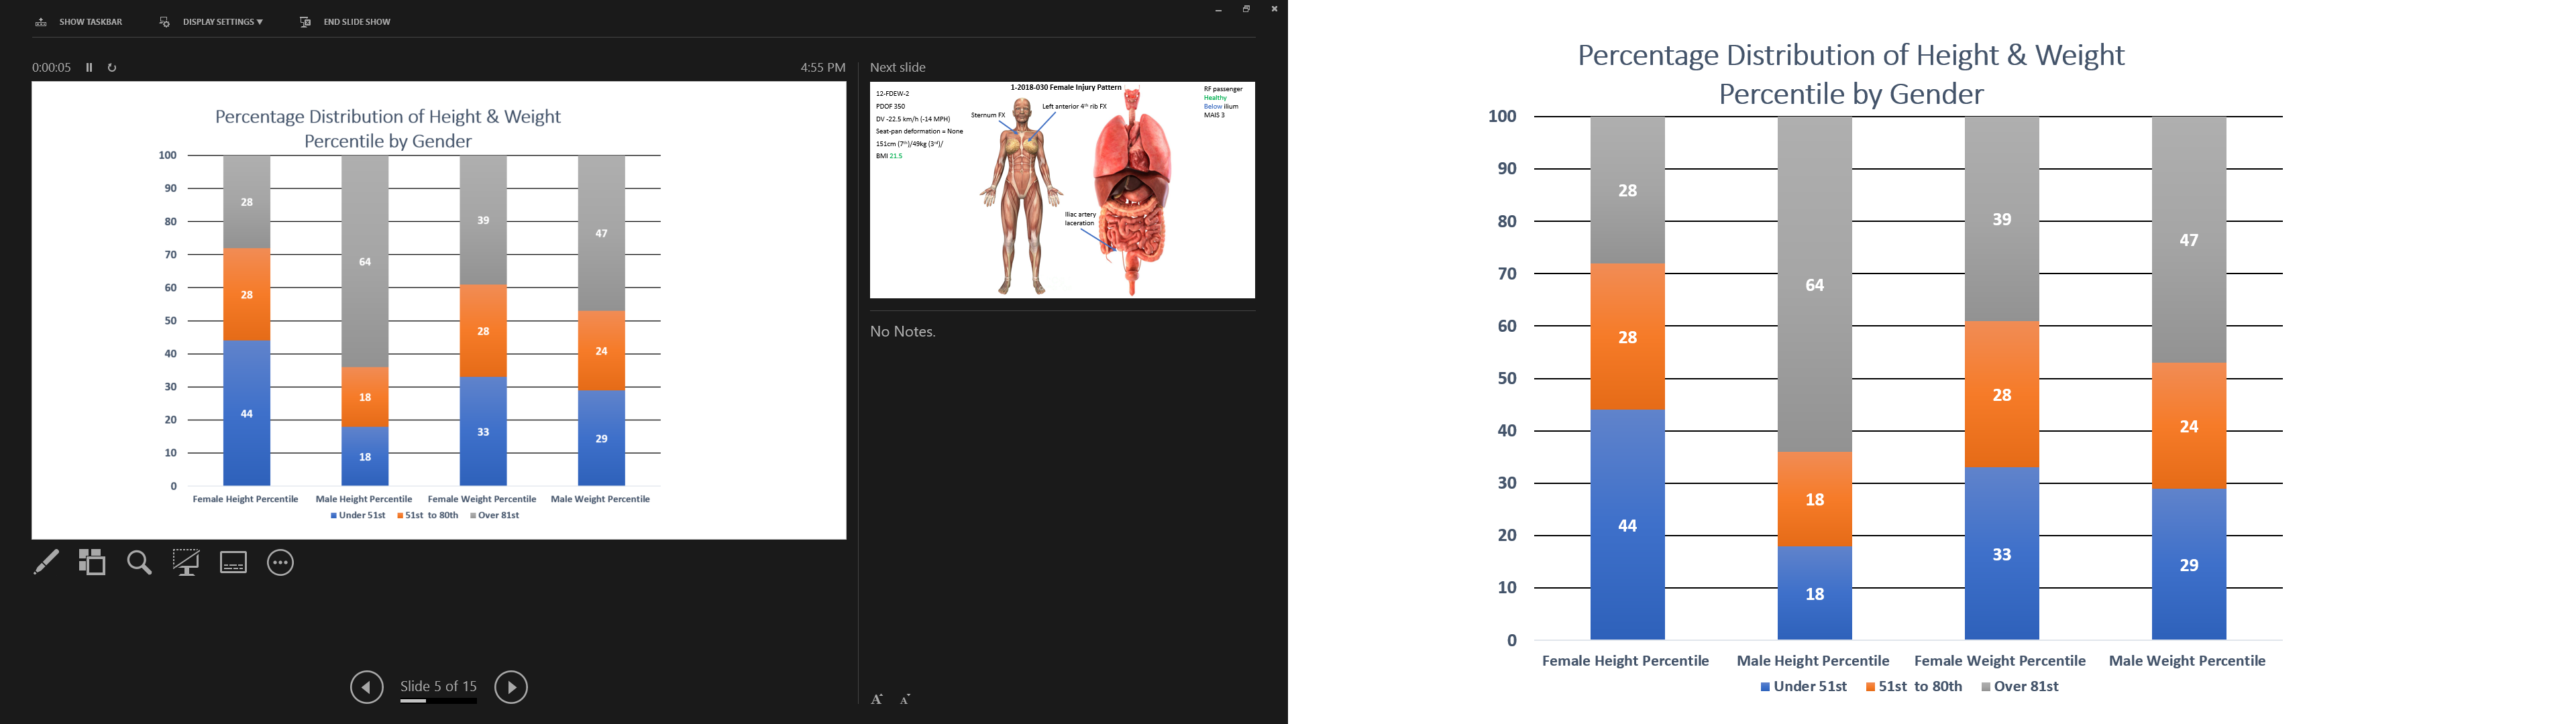 SHOW TASKBAR
DISPLAY SETTINGS ▼
END SLIDE SHOW
0:00:05
4:55 PM
Percentage Distribution of Height & Weight
Percentile by Gender
100
90
80
70
60
50
40
30
20
10
0
28
28
44
64
18
18
39
28
33
47
24
29
Female Height Percentile
Male Height Percentile
Female Weight Percentile
Male Weight Percentile
Under 51st
51st to 80th
Over 81st
Slide 5 of 15
Next slide
1-2018-030 Female Injury Pattern
12-FDEW-2
PDOF 350
DV -22.5 km/h (-14 MPH)
Seat-pan deformation = None
151cm (7th)/49kg (3rd)/
BMI 21.5
Sternum FX
Left anterior 4th rib FX
Iliac artery
laceration
RF passenger
Healthy
Below ilium
MAIS 3
No Notes.
A
A
Percentage Distribution of Height & Weight
Percentile by Gender
100
90
80
70
60
50
40
30
20
10
0
28
28
44
64
18
18
39
28
33
47
24
29
Female Height Percentile
Male Height Percentile
Female Weight Percentile
Male Weight Percentile
Under 51st
51st to 80th
Over 81st